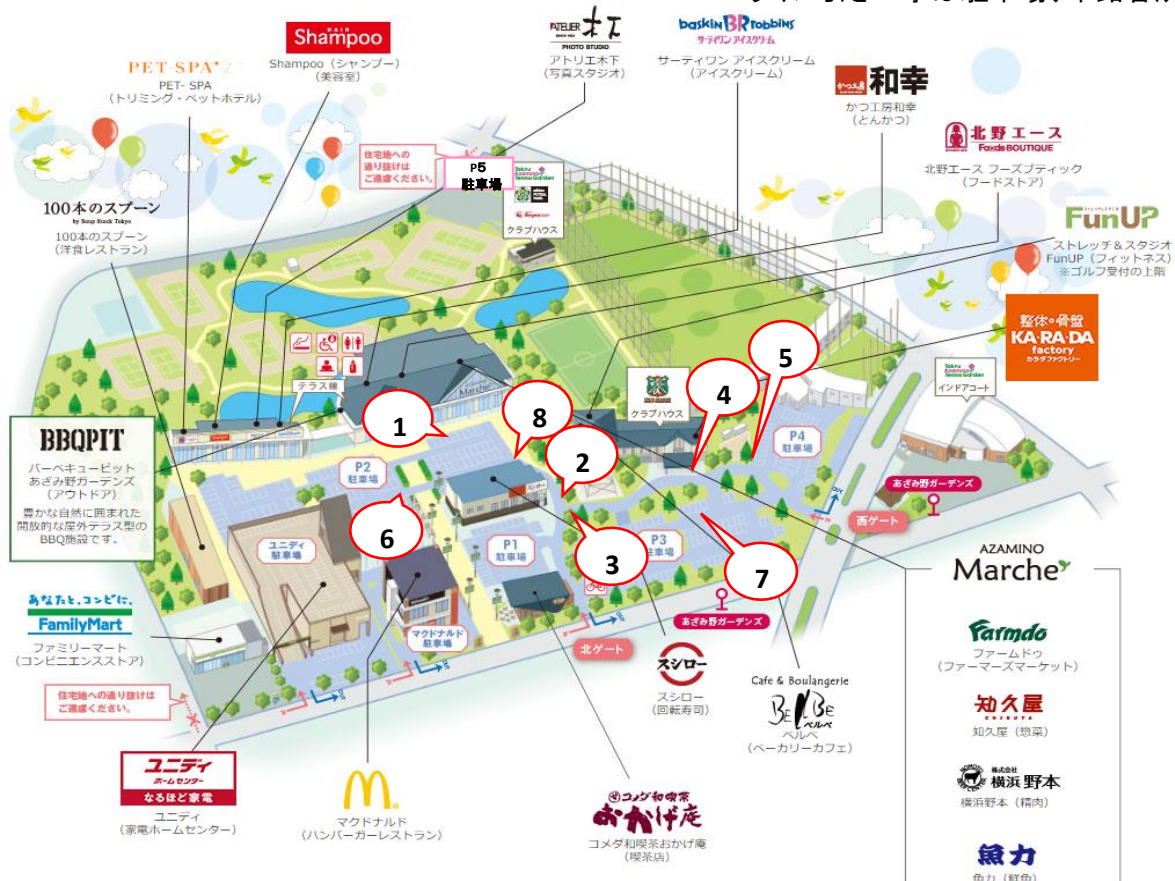 HAIR
Shampoo
Shampoo（シャンプー）
（美容室）
PET-SPA
PET- SPA
（トリミング・ペットホテル）
ATELIER 木下
PHOTO STUDIO
アトリエ木下
（写真スタジオ）
baskin BR robbins
サーティワン アイスクリーム
サーティワン アイスクリーム
（アイスクリーム）
かつ工房 和幸
かつ工房和幸
（とんかつ）
北野エース
Foods BOUTIQUE
北野エース フーズブティック
（フードストア）
FunUP
ストレッチ＆スタジオ
FunUP（フィットネス）
※ゴルフ受付の上階
整体・骨盤
KA・RA・DA
factory
カラダファクトリー
100本のスプーン
by Soup Stock Tokyo
100本のスプーン
（洋食レストラン）
住宅地への
通り抜けは
ご遠慮ください。
P5
駐車場
クラブハウス
クラブハウス
インドアコート
テラス棟
Marche
BBQPIT
バーベキューピット
あざみ野ガーデンズ
（アウトドア）
豊かな自然に囲まれた
開放的な屋外テラス型の
BBQ施設です。
1
8
2
4
5
6
3
7
P2
駐車場
P4
駐車場
P1
駐車場
P3
駐車場
ユニディ
駐車場
マクドナルド
駐車場
あざみ野ガーデンズ
西ゲート
あざみ野ガーデンズ
北ゲート
あなたと、コンビに、
FamilyMart
ファミリーマート
（コンビニエンスストア）
住宅地への通り抜けは
ご遠慮ください。
ユニディ
ホームセンター
なるほど家電
ユニディ
（家電ホームセンター）
マクドナルド
（ハンバーガーレストラン）
コメダ和喫茶
おかげ庵
コメダ和喫茶おかげ庵
（喫茶店）
スシロー
スシロー
（回転寿司）
Cafe & Boulangerie
BELBE
ベルベ
ベルベ
（ベーカリーカフェ）
AZAMINO
Marche
Farmdo
ファームドゥ
（ファーマーズマーケット）
知久屋
CHIKUYA
知久屋（惣菜）
株式会社
横浜野本
横浜野本（精肉）
魚力
魚力（鮮魚）